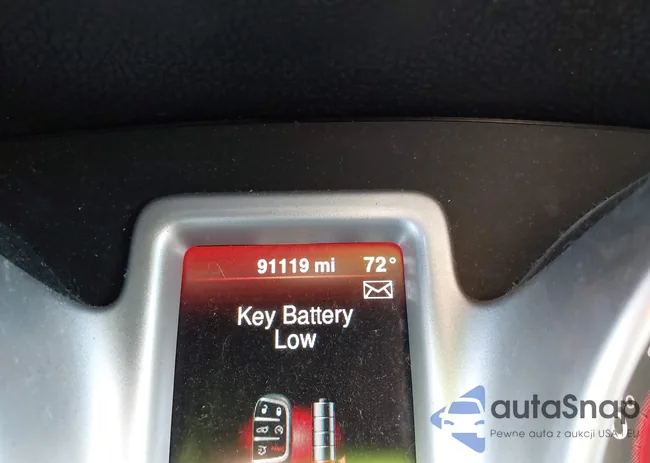 91119 mi 72°
Key Battery
Low
autaSnap
Pewne auta z aukcji USA i EU